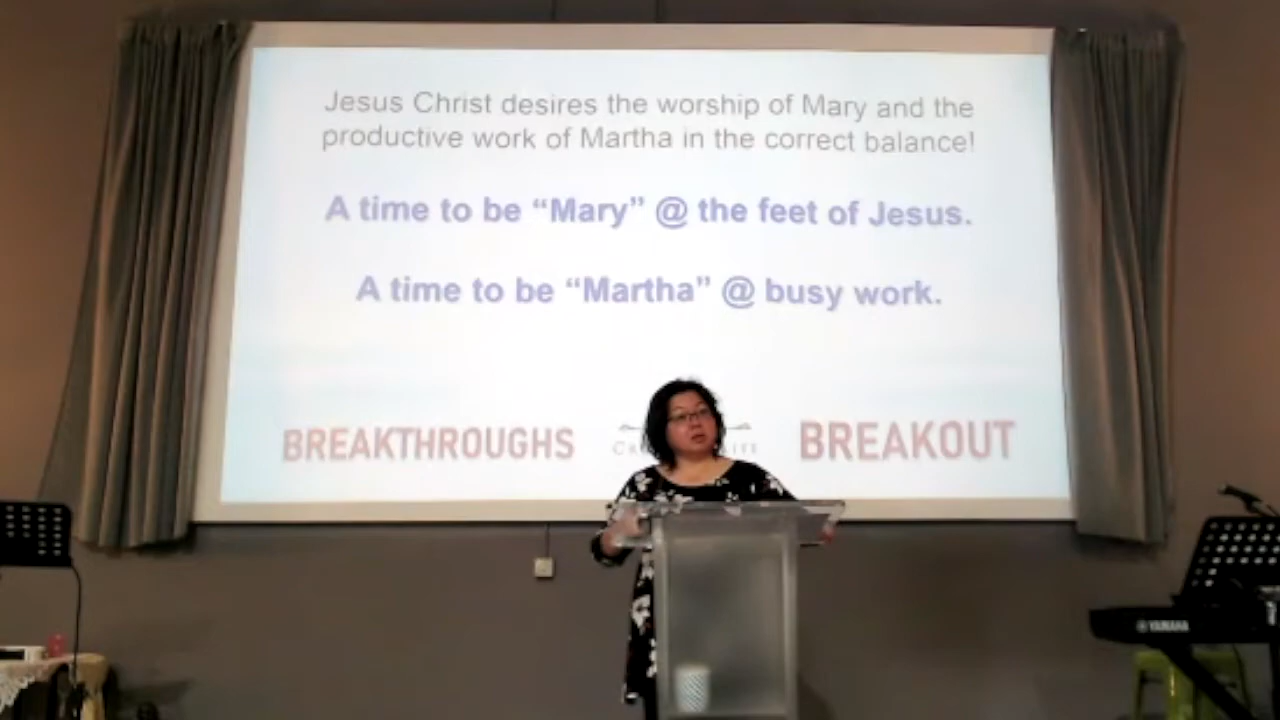 Jesus Christ desires the worship of Mary and the
productive work of Martha in the correct balance!
A time to be “Mary” @ the feet of Jesus.
A time to be “Martha” @ busy work.
BREAKTHROUGHS
BREAKOUT
YAMAHA